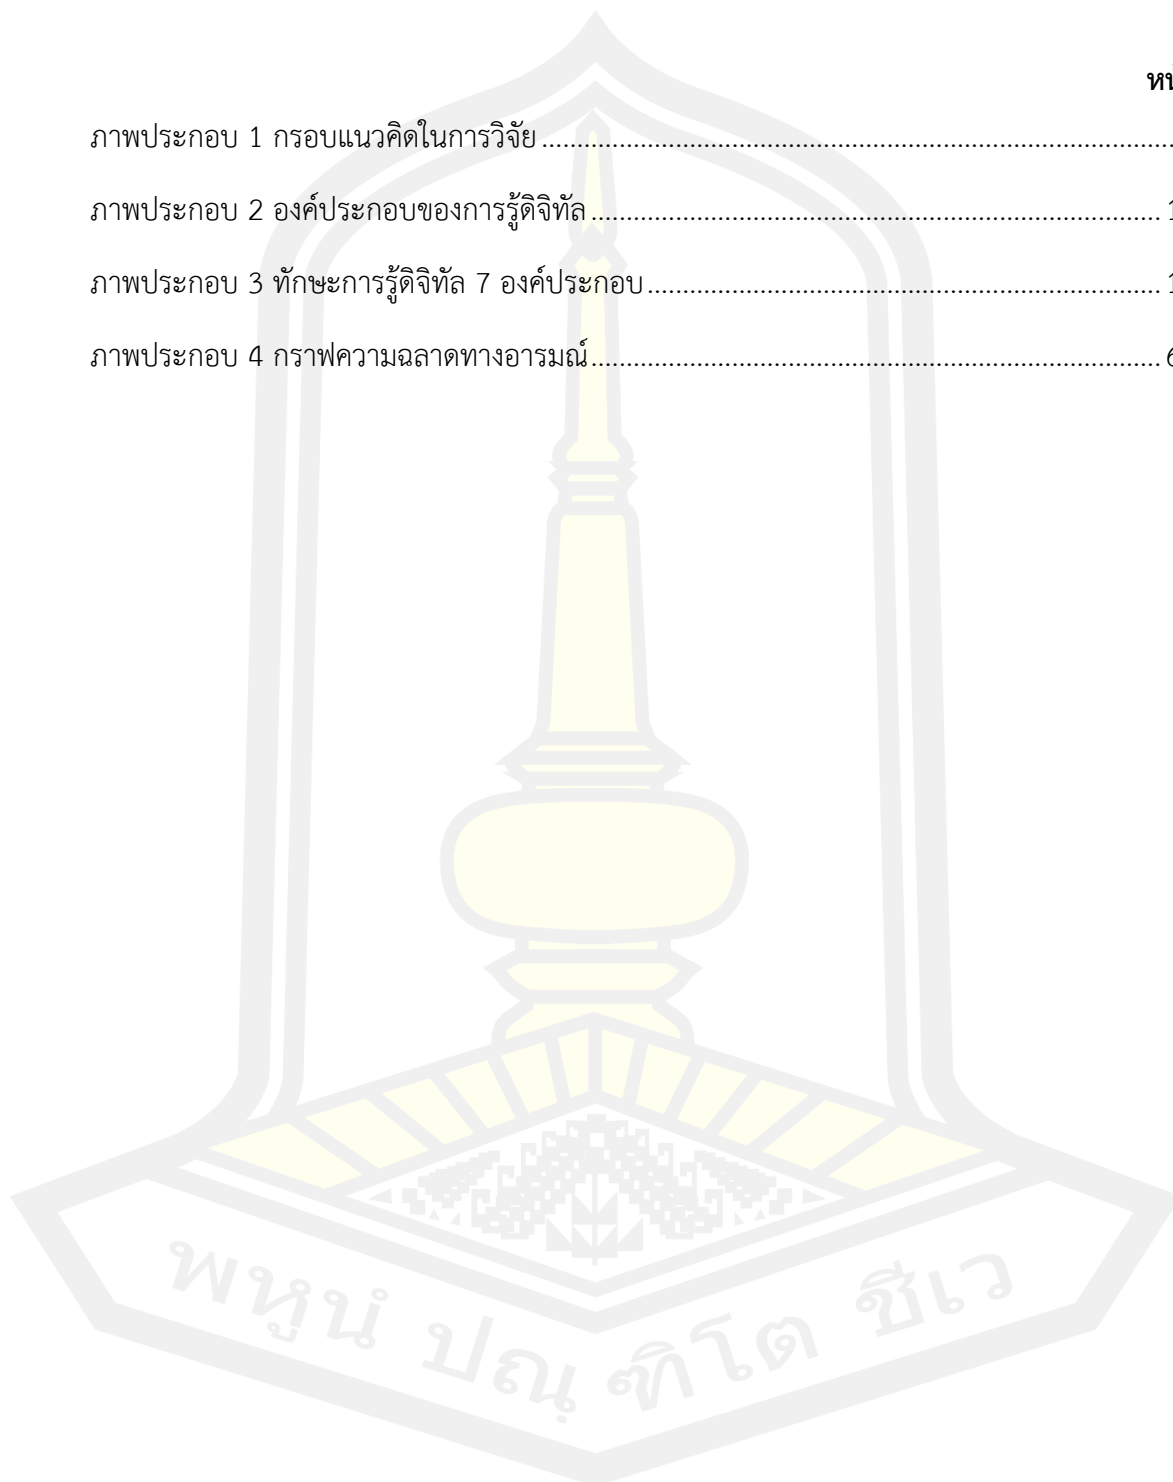 ภาพประกอบ 1 กรอบแนวคิดในการวิจัย
ภาพประกอบ 2 องค์ประกอบของการรู้ดิจิทัล
ภาพประกอบ 3 ทักษะการรู้ดิจิทัล 7 องค์ประกอบ
ภาพประกอบ 4 กราฟความฉลาดทางอารมณ์
พหูนํ ปณฺฑิโต ชีเว